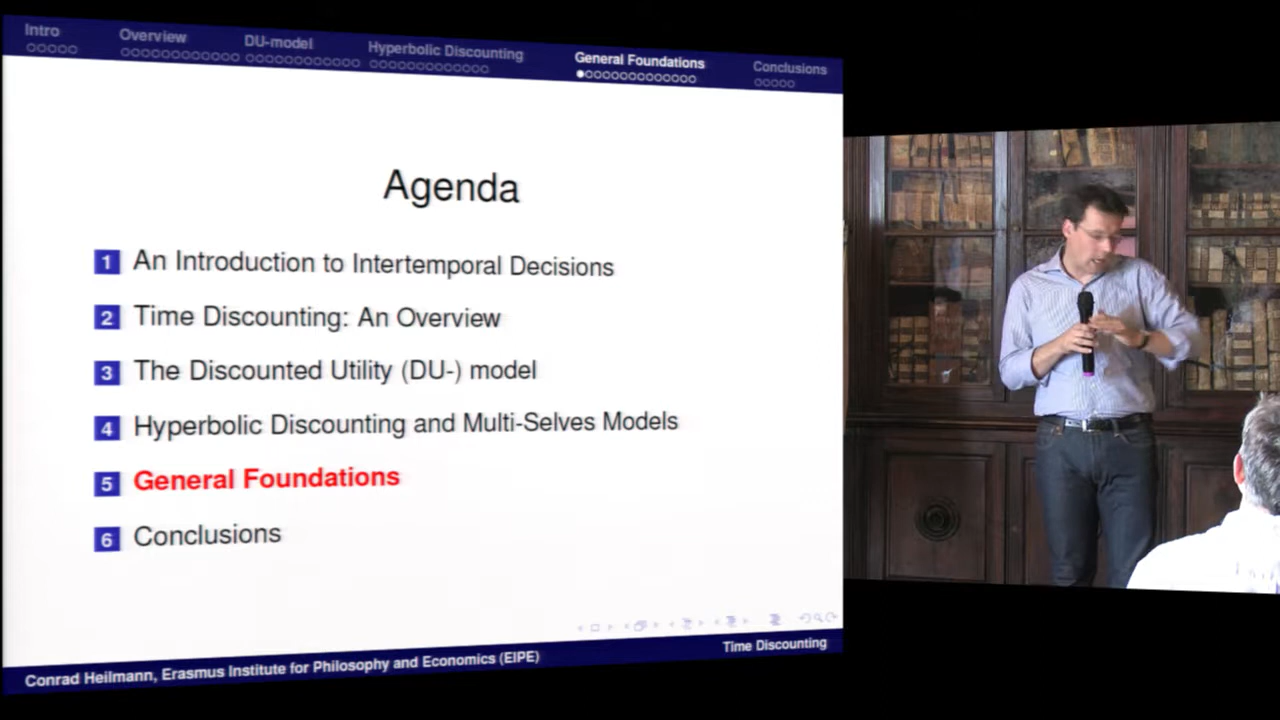 Intro
Overview
DU-model
Hyperbolic Discounting
General Foundations
Conclusions
Agenda
1 An Introduction to Intertemporal Decisions
2 Time Discounting: An Overview
3 The Discounted Utility (DU-) model
4 Hyperbolic Discounting and Multi-Selves Models
5 General Foundations
6 Conclusions
Conrad Heilmann, Erasmus Institute for Philosophy and Economics (EIPE)
Time Discounting